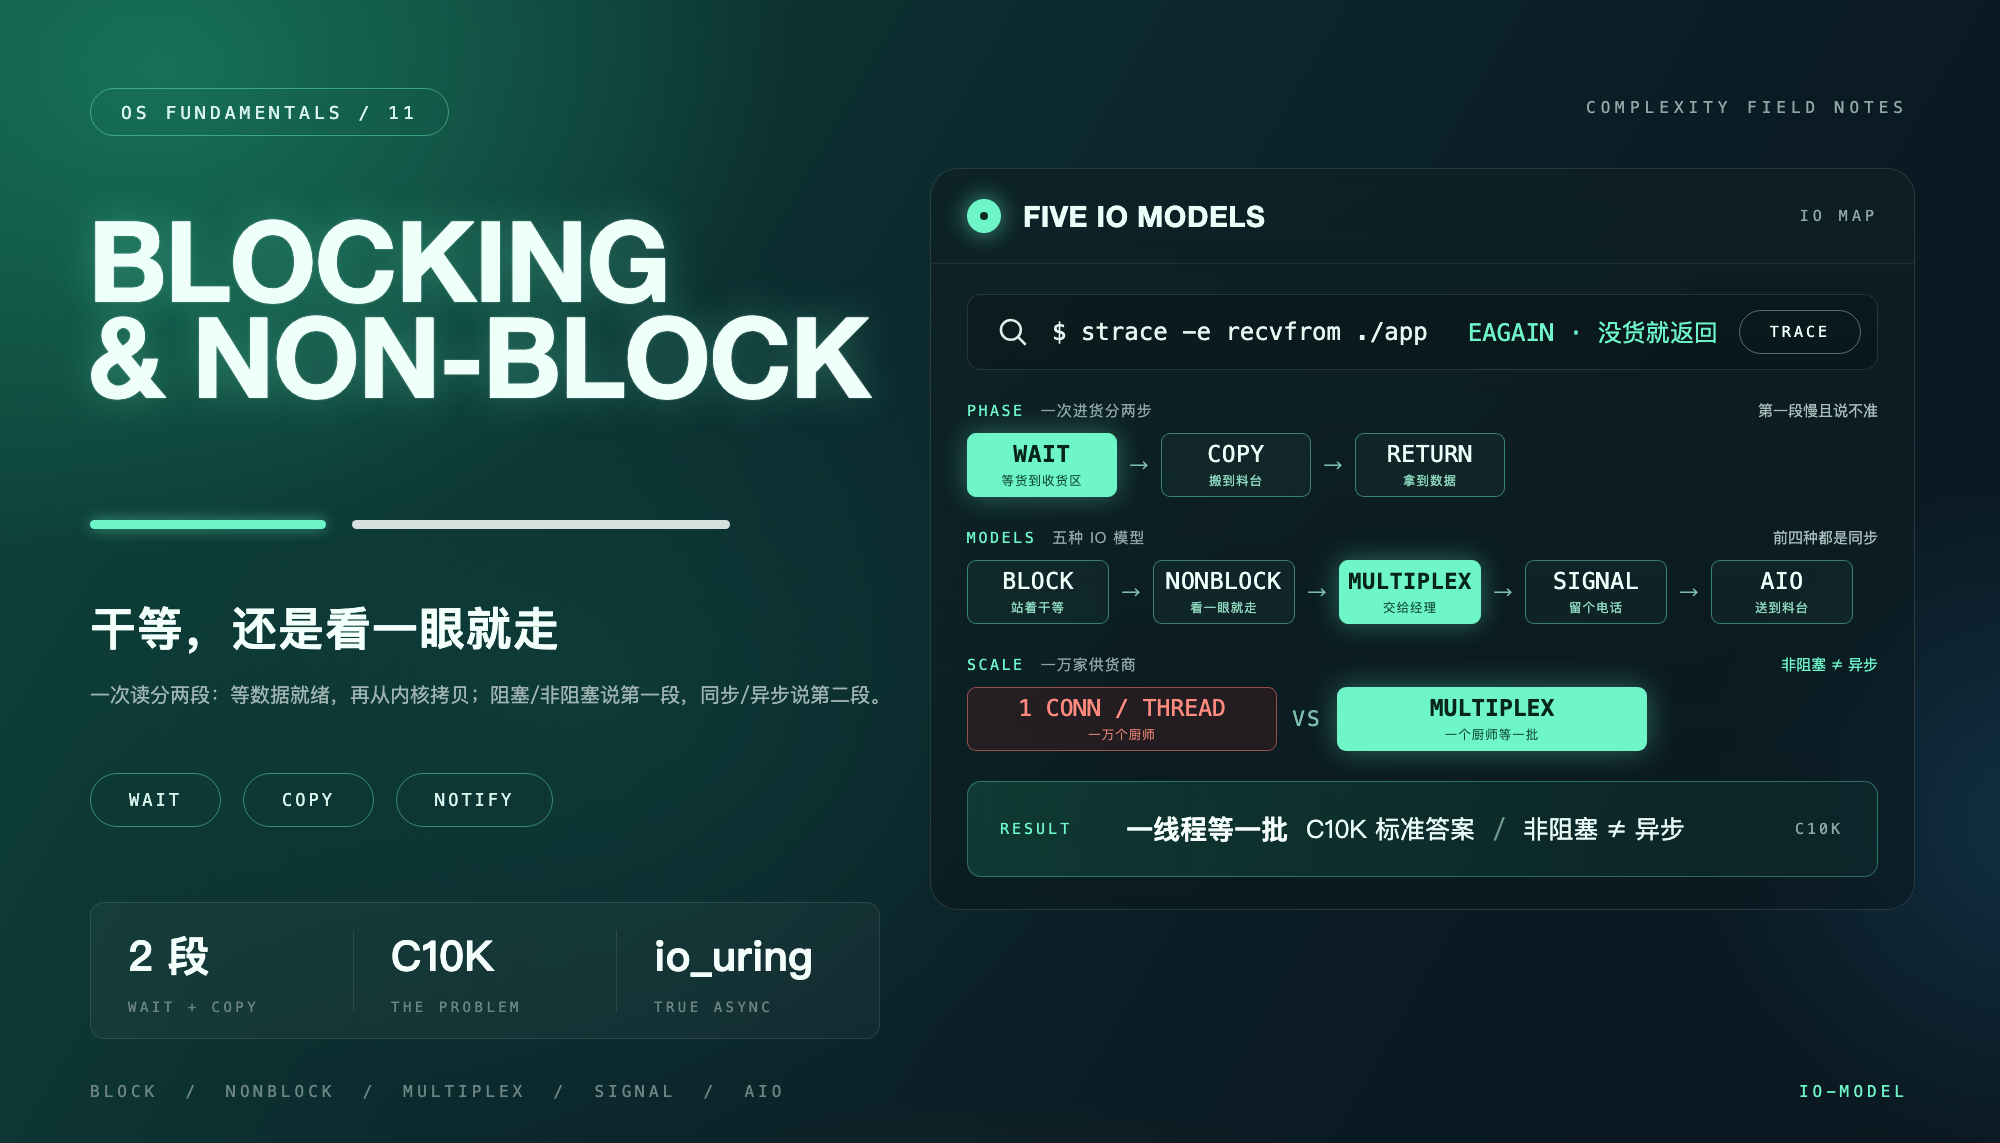 OS FUNDAMENTALS / 11
COMPLEXITY FIELD NOTES
BLOCKING
& NON-BLOCK
干等，还是看一眼就走
一次读分两段：等数据就绪，再从内核拷贝；阻塞/非阻塞说第一段，同步/异步说第二段。
WAIT
COPY
NOTIFY
2 段
WAIT + COPY
C10K
THE PROBLEM
io_uring
TRUE ASYNC
FIVE IO MODELS
IO MAP
$ strace -e recvfrom ./app
EAGAIN · 没货就返回
TRACE
PHASE 一次进货分两步
第一段慢且说不准
WAIT
等货到收货区
→
COPY
搬到料台
→
RETURN
拿到数据
MODELS 五种 IO 模型
前四种都是同步
BLOCK
站着干等
→
NONBLOCK
看一眼就走
→
MULTIPLEX
交给经理
→
SIGNAL
留个电话
→
AIO
送到料台
SCALE 一万家供货商
非阻塞 ≠ 异步
1 CONN / THREAD
一万个厨师
VS
MULTIPLEX
一个厨师等一批
RESULT
一线程等一批 C10K 标准答案 / 非阻塞 ≠ 异步
C10K
BLOCK / NONBLOCK / MULTIPLEX / SIGNAL / AIO
IO-MODEL